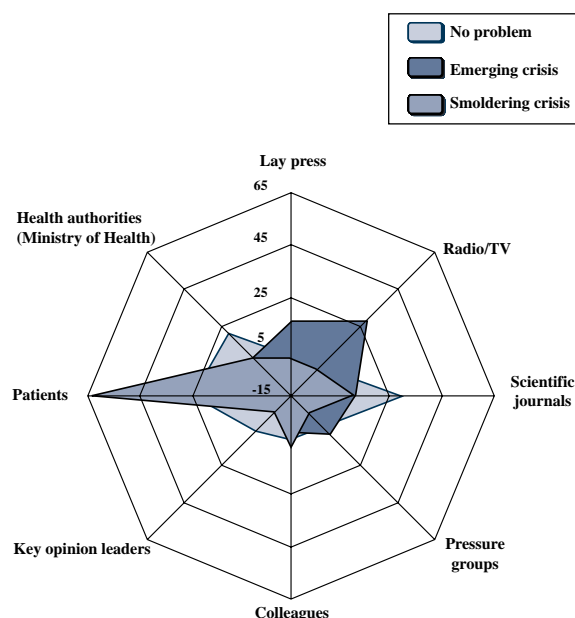 No problem
Emerging crisis
Smoldering crisis
Lay press
65
Health authorities
(Ministry of Health)
45
Radio/TV
25
5
-15
Patients
Scientific
journals
Key opinion leaders
Pressure
groups
Colleagues